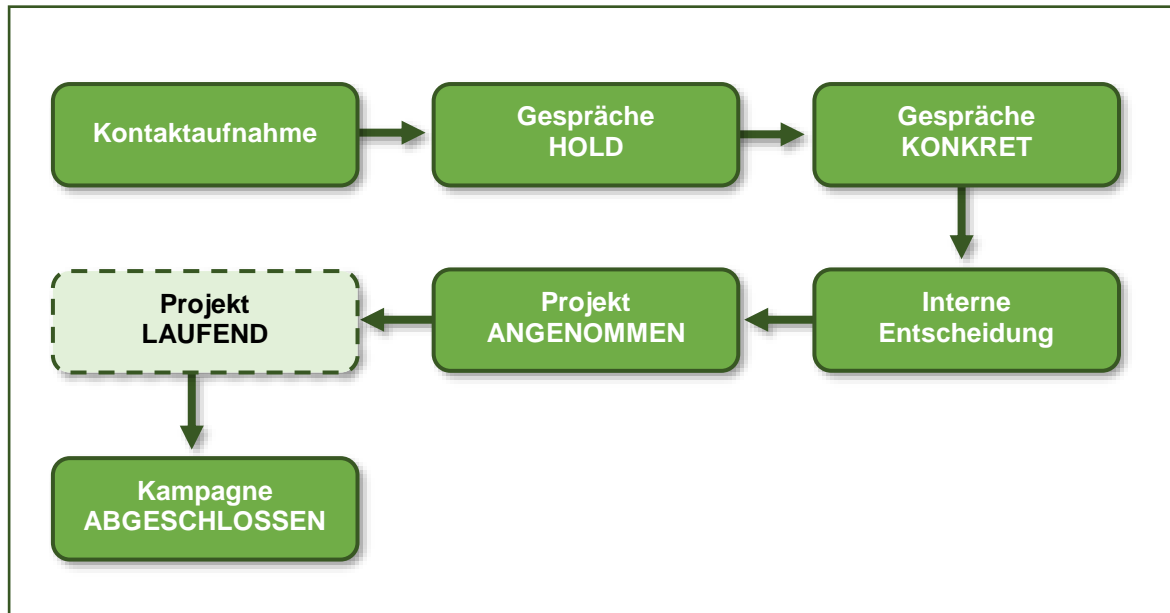 Kontaktaufnahme
Gespräche
HOLD
Gespräche
KONKRET
Interne
Entscheidung
Projekt
ANGENOMMEN
Projekt
LAUFEND
Kampagne
ABGESCHLOSSEN